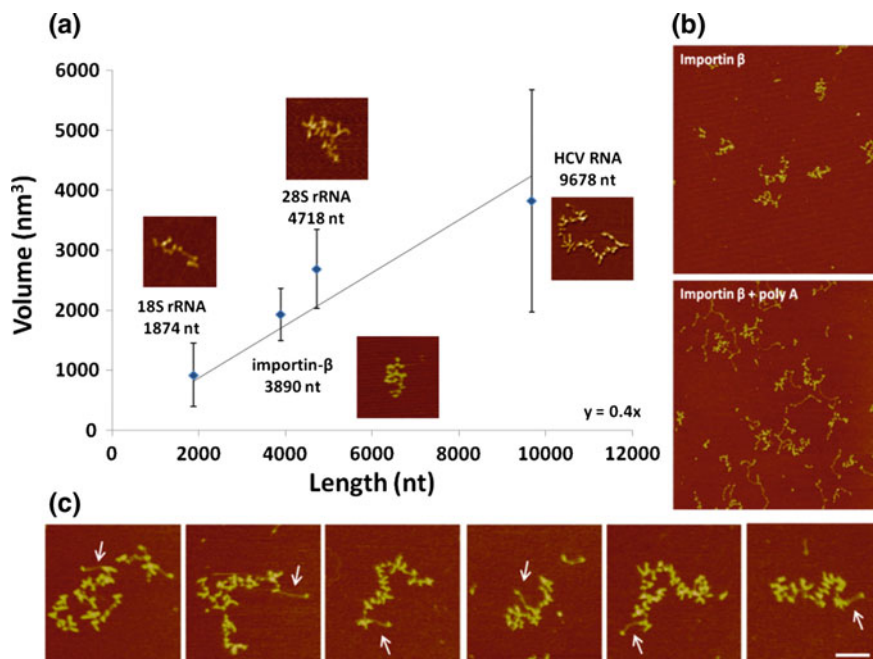 (a)
6000
5000
4000
3000
2000
1000
0
Volume (nm³)
0 2000 4000 6000 8000 10000 12000
Length (nt)
18S rRNA
1874 nt
28S rRNA
4718 nt
importin-β
3890 nt
HCV RNA
9678 nt
y = 0.4x
(b)
Importin β
Importin β + poly A
(c)